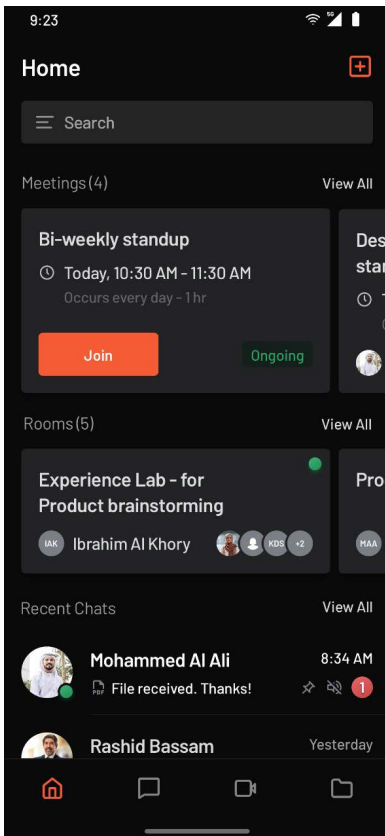 9:23
5G
Home
Search
Meetings (4)
View All
Bi-weekly standup
Today, 10:30 AM - 11:30 AM
Occurs every day - 1 hr
Join
Ongoing
Des
Rooms (5)
View All
Experience Lab - for
Product brainstorming
IAK
Ibrahim Al Khory
KDS
+2
Pro
MAA
Recent Chats
View All
Mohammed Al Ali
8:34 AM
PDF
File received. Thanks!
1
Rashid Bassam
Yesterday